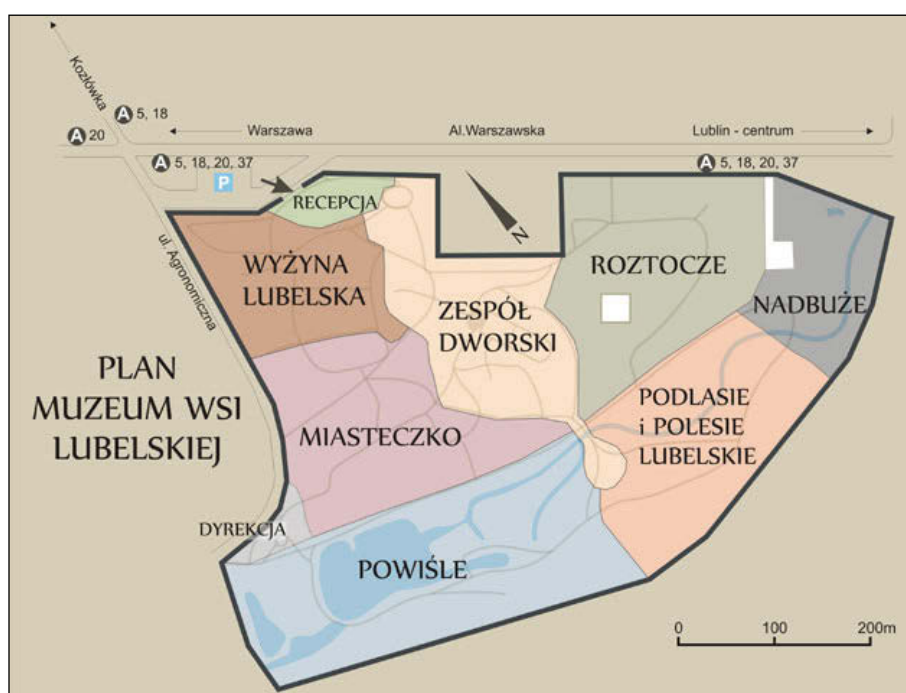 Kozłówka
A 5, 18
A 20
Warszawa
Al.Warszawska
Lublin - centrum
A 5, 18, 20, 37
A 5, 18, 20, 37
P
RECEPCJA
N
ul. Agronomiczna
WYŻYNA
LUBELSKA
ZESPÓŁ
DWORSKI
ROZTOCZE
NADBUŻE
PLAN
MUZEUM WSI
LUBELSKIEJ
MIASTECZKO
PODLASIE
i POLESIE
LUBELSKIE
DYREKCJA
POWIŚLE
0 100 200m